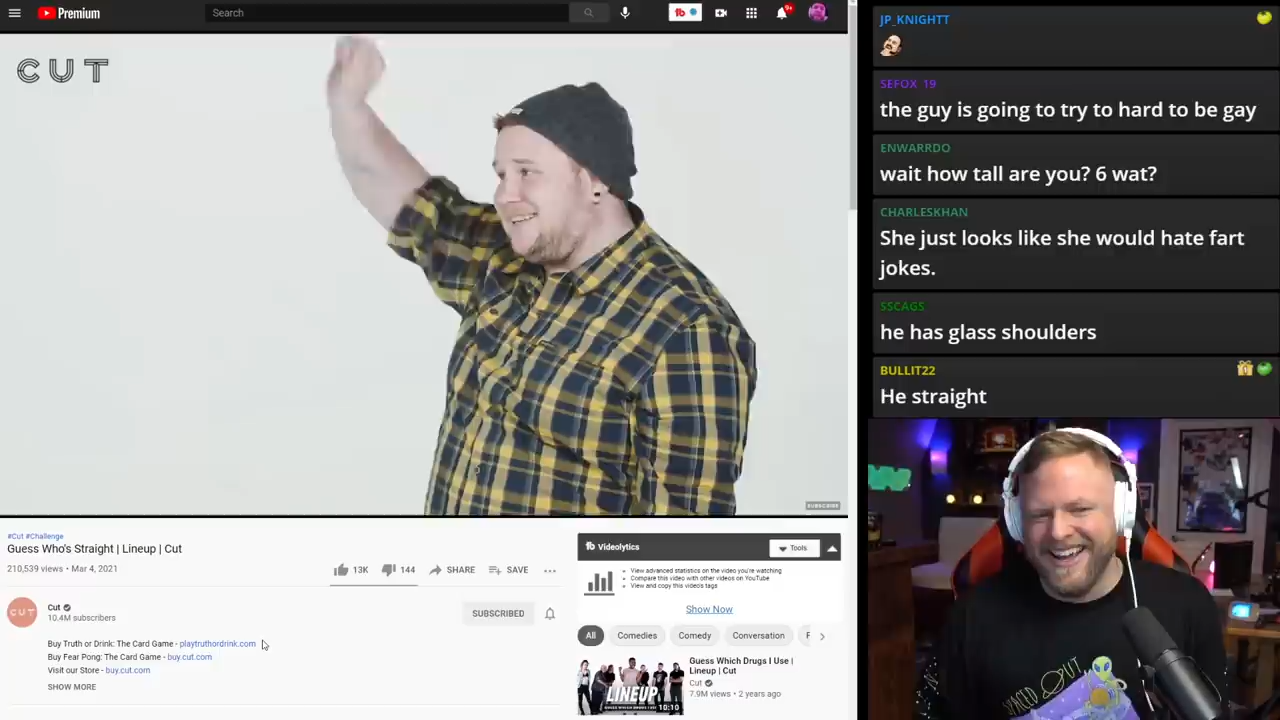 Premium
Search
9+
CUT
SUBSCRIBE
#Cut #Challenge
Guess Who's Straight | Lineup | Cut
210,539 views • Mar 4, 2021
13K
144
SHARE
SAVE
CUT
Cut
10.4M subscribers
SUBSCRIBED
Buy Truth or Drink: The Card Game - playtruthordrink.com
Buy Fear Pong: The Card Game - buy.cut.com
Visit our Store - buy.cut.com
SHOW MORE
tb Videolytics
Tools
View advanced statistics on the video you're watching
Compare this video with other videos on YouTube
View and copy this video's tags
Show Now
All
Comedies
Comedy
Conversation
F
LINEUP
10:10
Guess Which Drugs I Use |
Lineup | Cut
Cut
7.9M views • 2 years ago
JP_KNIGHTT
SEFOX_19
the guy is going to try to hard to be gay
ENWARRDO
wait how tall are you? 6 wat?
CHARLESKHAN
She just looks like she would hate fart
jokes.
SSCAGS
he has glass shoulders
BULLIT22
He straight
SPACED OUT